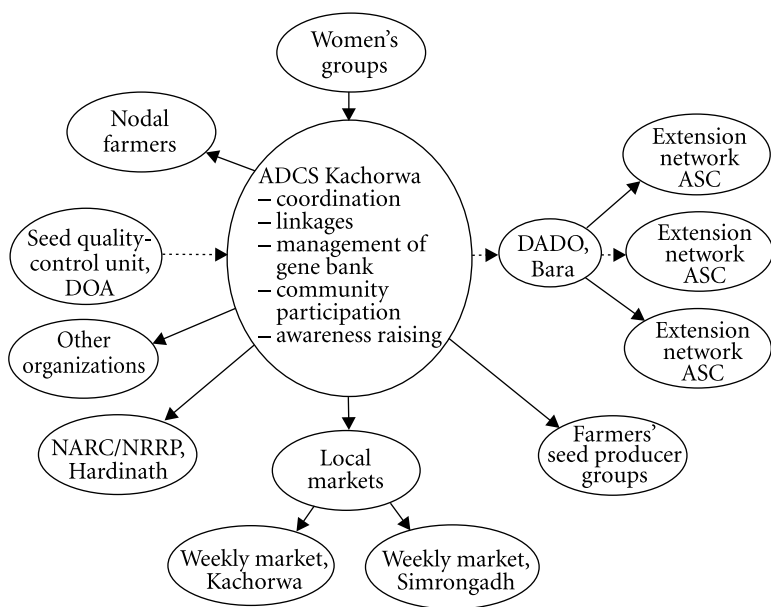 Women's
groups
Nodal
farmers
ADCS Kachorwa
– coordination
– linkages
– management of
gene bank
– community
participation
– awareness raising
Seed quality-
control unit,
DOA
Other
organizations
NARC/NRRP,
Hardinath
Local
markets
Weekly market,
Kachorwa
Weekly market,
Simrongadh
Farmers'
seed producer
groups
DADO,
Bara
Extension
network
ASC
Extension
network
ASC
Extension
network
ASC